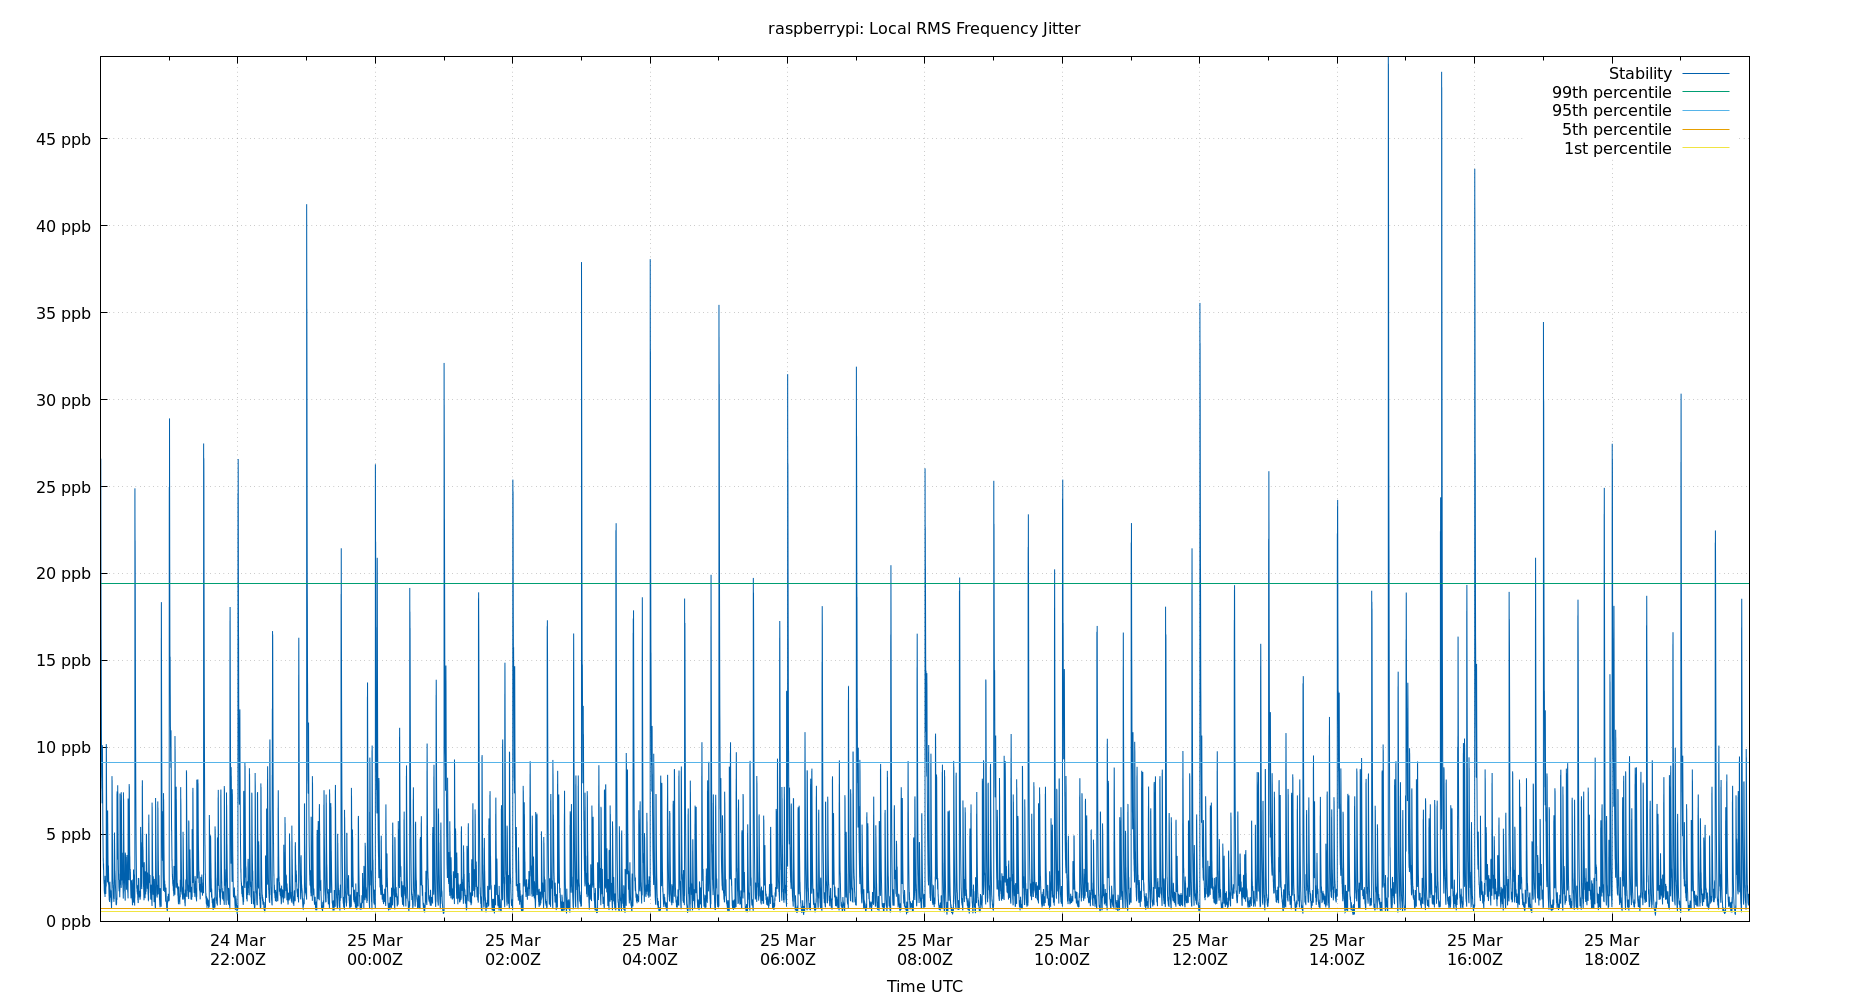 raspberrypi: Local RMS Frequency Jitter
Stability
99th percentile
95th percentile
5th percentile
1st percentile
45 ppb
40 ppb
35 ppb
30 ppb
25 ppb
20 ppb
15 ppb
10 ppb
5 ppb
0 ppb
24 Mar 25 Mar 25 Mar 25 Mar 25 Mar 25 Mar 25 Mar 25 Mar 25 Mar 25 Mar 25 Mar
22:00Z 00:00Z 02:00Z 04:00Z 06:00Z 08:00Z 10:00Z 12:00Z 14:00Z 16:00Z 18:00Z
Time UTC